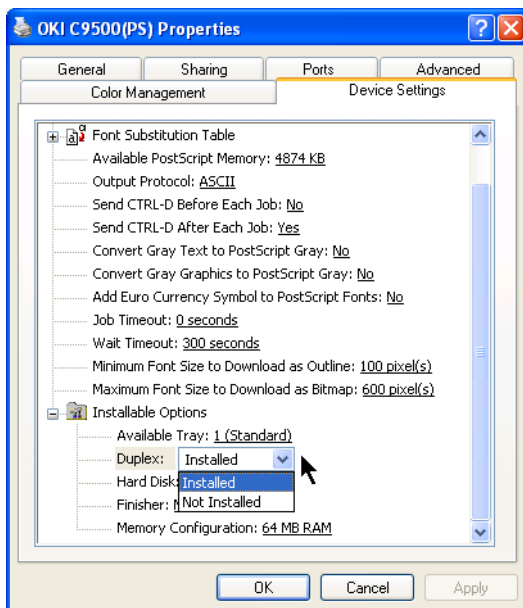 OKI C9500(PS) Properties
General Sharing Ports Advanced
Color Management Device Settings
Font Substitution Table
Available PostScript Memory: 4874 KB
Output Protocol: ASCII
Send CTRL-D Before Each Job: No
Send CTRL-D After Each Job: Yes
Convert Gray Text to PostScript Gray: No
Convert Gray Graphics to PostScript Gray: No
Add Euro Currency Symbol to PostScript Fonts: No
Job Timeout: 0 seconds
Wait Timeout: 300 seconds
Minimum Font Size to Download as Outline: 100 pixel(s)
Maximum Font Size to Download as Bitmap: 600 pixel(s)
Installable Options
Available Tray: 1 (Standard)
Duplex: Installed
Hard Disk: Installed
Finisher: Not Installed
Memory Configuration: 64 MB RAM
OK Cancel Apply